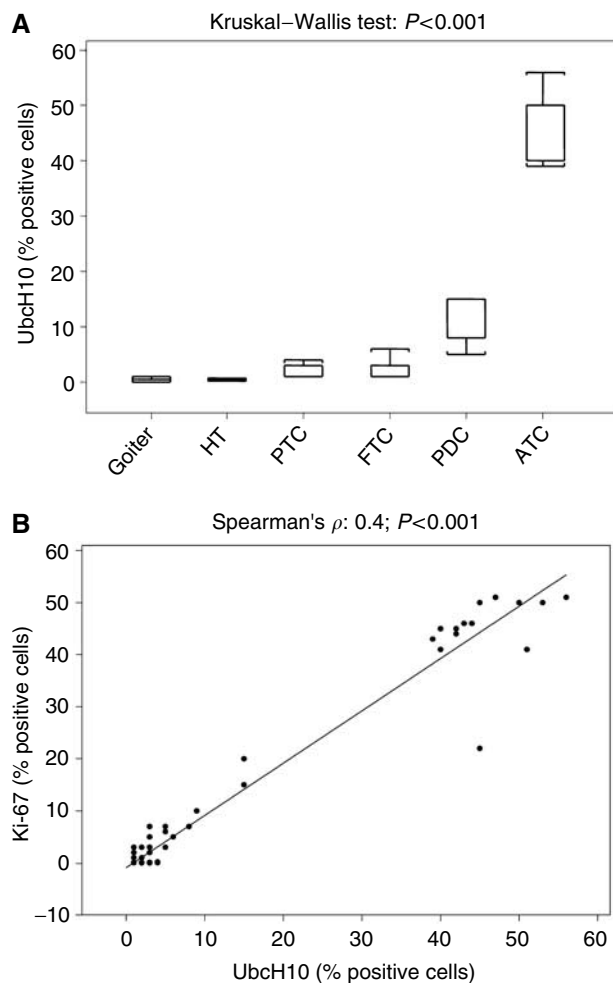 A
Kruskal–Wallis test: P<0.001
UbcH10 (% positive cells)
60
50
40
30
20
10
0
Goiter
HT
PTC
FTC
PDC
ATC
B
Spearman's ρ: 0.4; P<0.001
Ki-67 (% positive cells)
60
50
40
30
20
10
0
−10
0 10 20 30 40 50 60
UbcH10 (% positive cells)